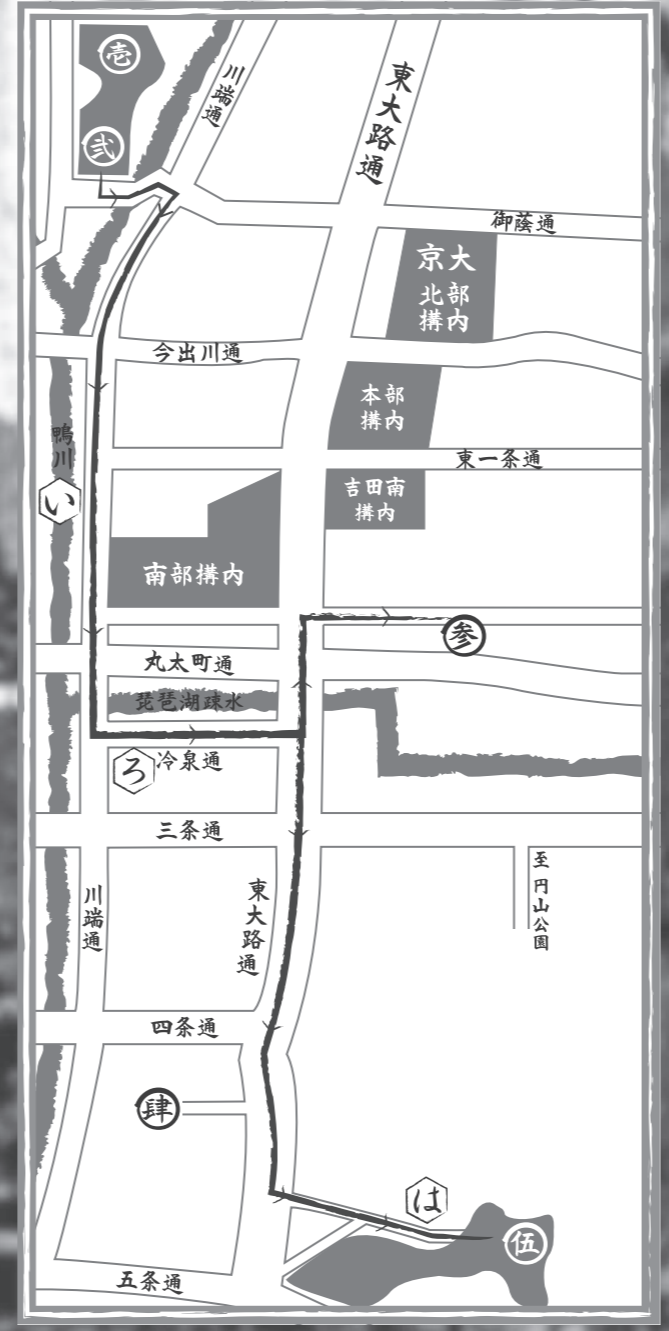 壱
弐
川端通
東大路通
御蔭通
京大
北部
構内
今出川通
本部
構内
鴨川
東一条通
い
吉田南
構内
南部構内
参
丸太町通
琵琶湖疎水
ろ
冷泉通
三条通
至 円山公園
川端通
東大路通
四条通
肆
は
伍
五条通